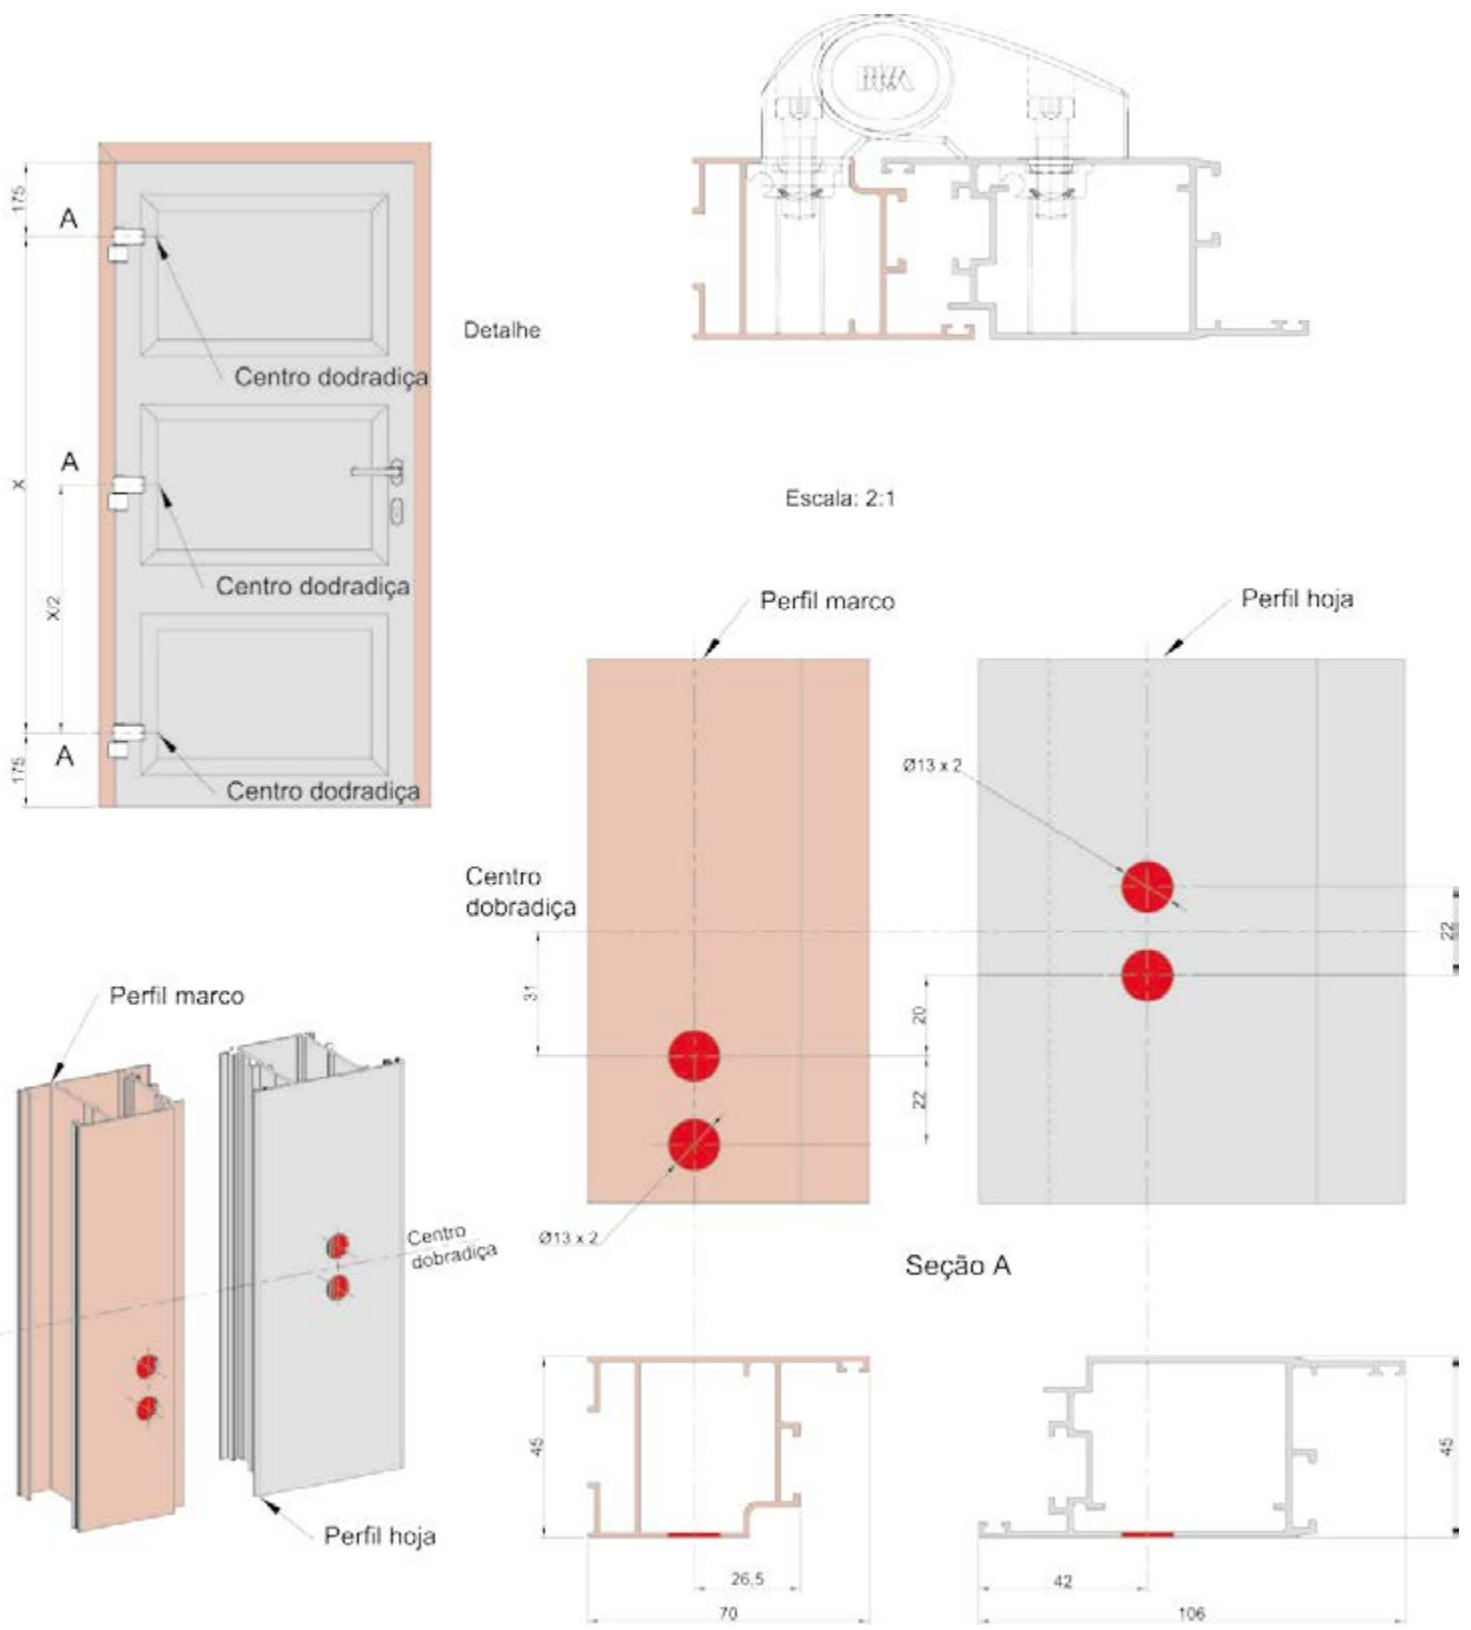 175
A
Centro dodradiça
Detalhe
A
X
Escala: 2:1
Centro dodradiça
X/2
Perfil marco
Perfil hoja
175
A
Centro dodradiça
Ø13 x 2
Centro
dobradiça
22
31
20
22
Perfil marco
Centro
dobradiça
Ø13 x 2
Seção A
45
45
Perfil hoja
26,5
42
70
106